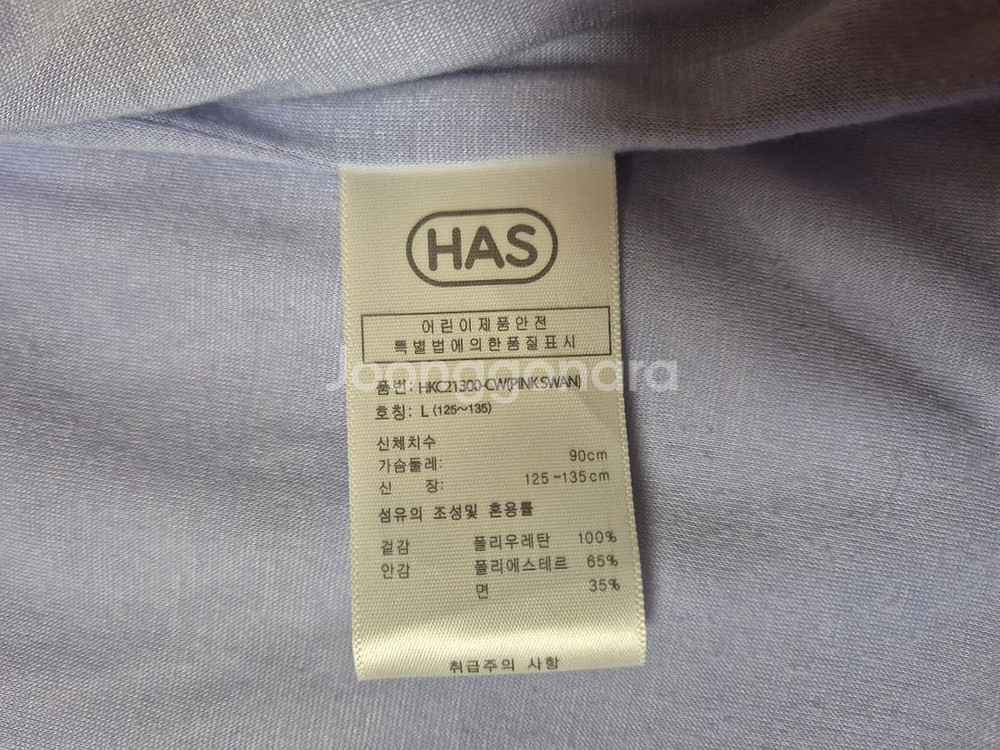 HAS
어린이제품안전
특별법에의한품질표시
Joonggonara
품번: HKC21300-CW(PINK SWAN)
호칭: L (125~135)
신체치수
가슴둘레: 90cm
신 장: 125~135cm
섬유의 조성및 혼용률
겉감 폴리우레탄 100%
안감 폴리에스테르 65%
면 35%
취급주의 사항